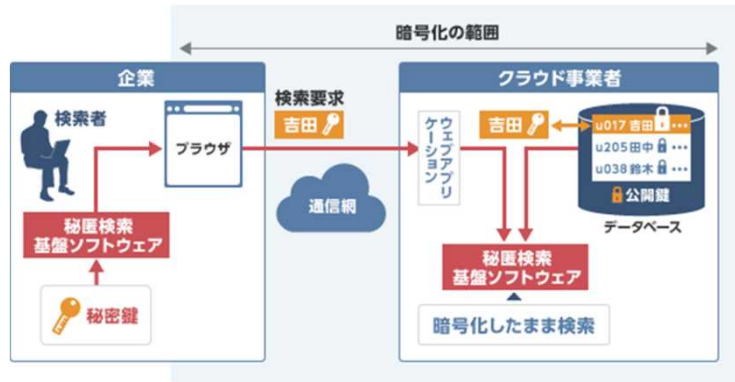 暗号化の範囲
企業
検索者
ブラウザ
秘匿検索
基盤ソフトウェア
秘密鍵
検索要求
吉田
通信網
クラウド事業者
ウェブアプリ
ケーション
吉田
u017 吉田 •••
u205 田中 •••
u038 鈴木 •••
公開鍵
データベース
秘匿検索
基盤ソフトウェア
暗号化したまま検索